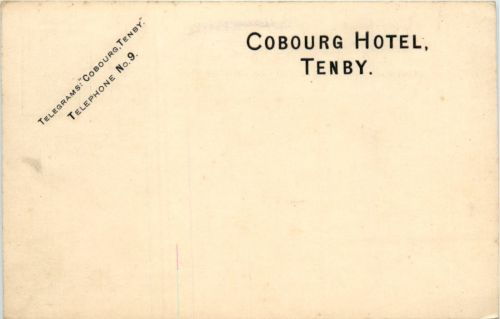 TELEGRAMS: "COBOURG, TENBY."
TELEPHONE No. 9.
COBOURG HOTEL,
TENBY.